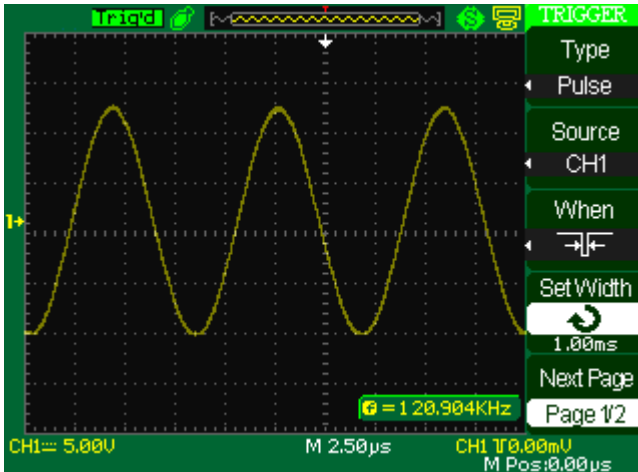 Trig'd
TRIGGER
Type
Pulse
Source
CH1
When
Set Width
1.00ms
Next Page
Page 1/2
f = 120.904KHz
1
CH1 5.00V
M 2.50µs
CH1 0.00mV
M Pos:0.00µs